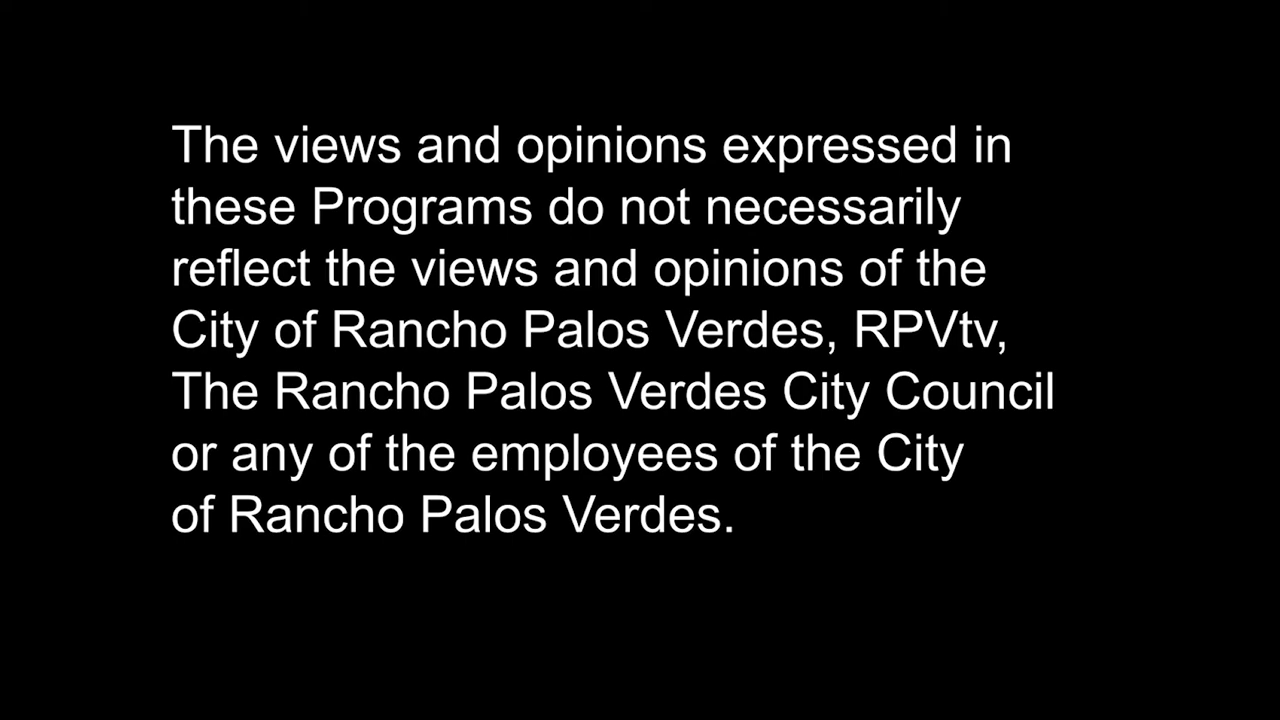 The views and opinions expressed in
these Programs do not necessarily
reflect the views and opinions of the
City of Rancho Palos Verdes, RPVtv,
The Rancho Palos Verdes City Council
or any of the employees of the City
of Rancho Palos Verdes.